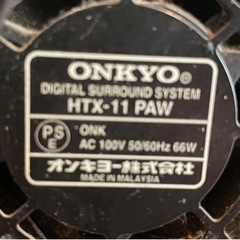 ONKYO®
DIGITAL SURROUND SYSTEM
HTX-11 PAW
PS
E
ONK
AC 100V 50/60Hz 66W
オンキヨー株式会社
MADE IN MALAYSIA